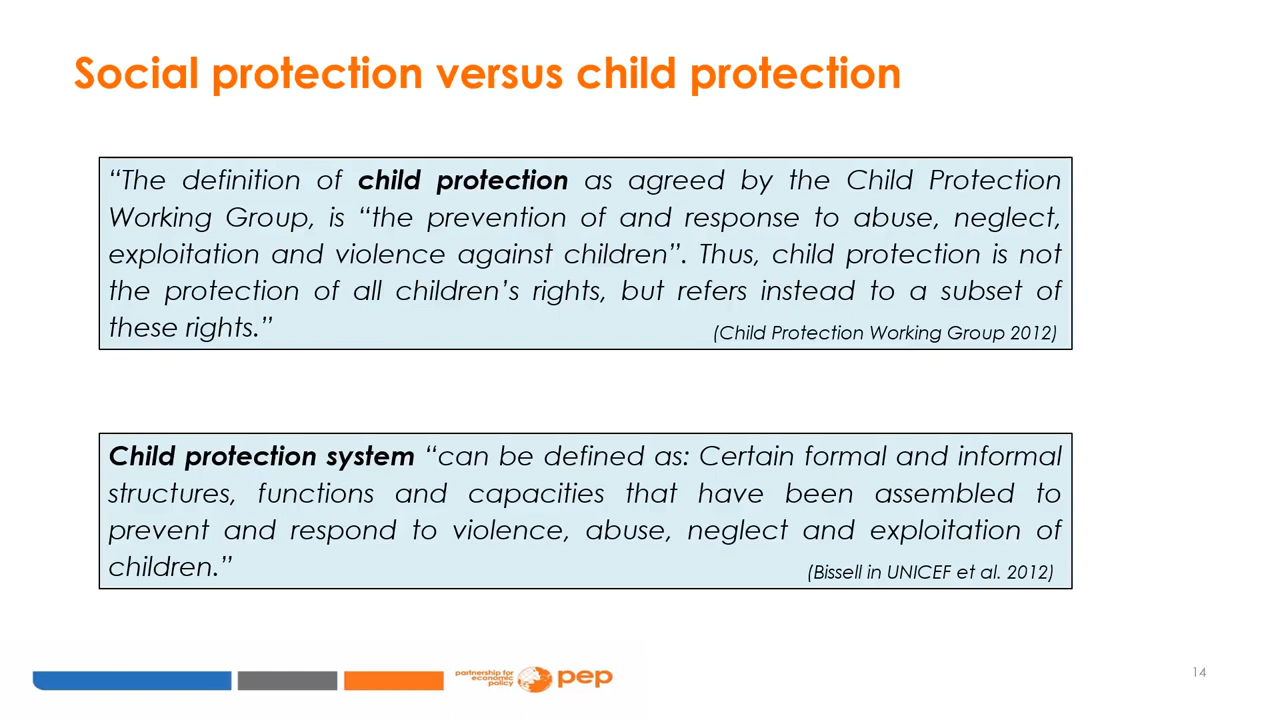 Social protection versus child protection
“The definition of child protection as agreed by the Child Protection
Working Group, is “the prevention of and response to abuse, neglect,
exploitation and violence against children”. Thus, child protection is not
the protection of all children’s rights, but refers instead to a subset of
these rights.”
(Child Protection Working Group 2012)
Child protection system “can be defined as: Certain formal and informal
structures, functions and capacities that have been assembled to
prevent and respond to violence, abuse, neglect and exploitation of
children.”
(Bissell in UNICEF et al. 2012)
partnership for
economic
policy
pep
14